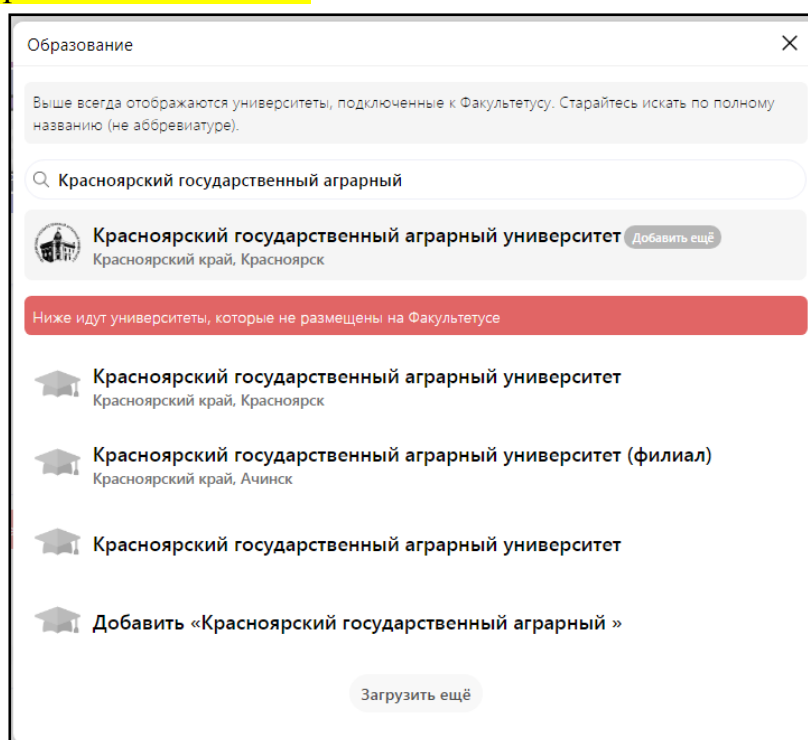 Образование
Выше всегда отображаются университеты, подключенные к Факультетусу. Старайтесь искать по полному
названию (не аббревиатуре).
Красноярский государственный аграрный
Красноярский государственный аграрный университет Добавить ещё
Красноярский край, Красноярск
Ниже идут университеты, которые не размещены на Факультетусе
Красноярский государственный аграрный университет
Красноярский край, Красноярск
Красноярский государственный аграрный университет (филиал)
Красноярский край, Ачинск
Красноярский государственный аграрный университет
Добавить «Красноярский государственный аграрный »
Загрузить ещё